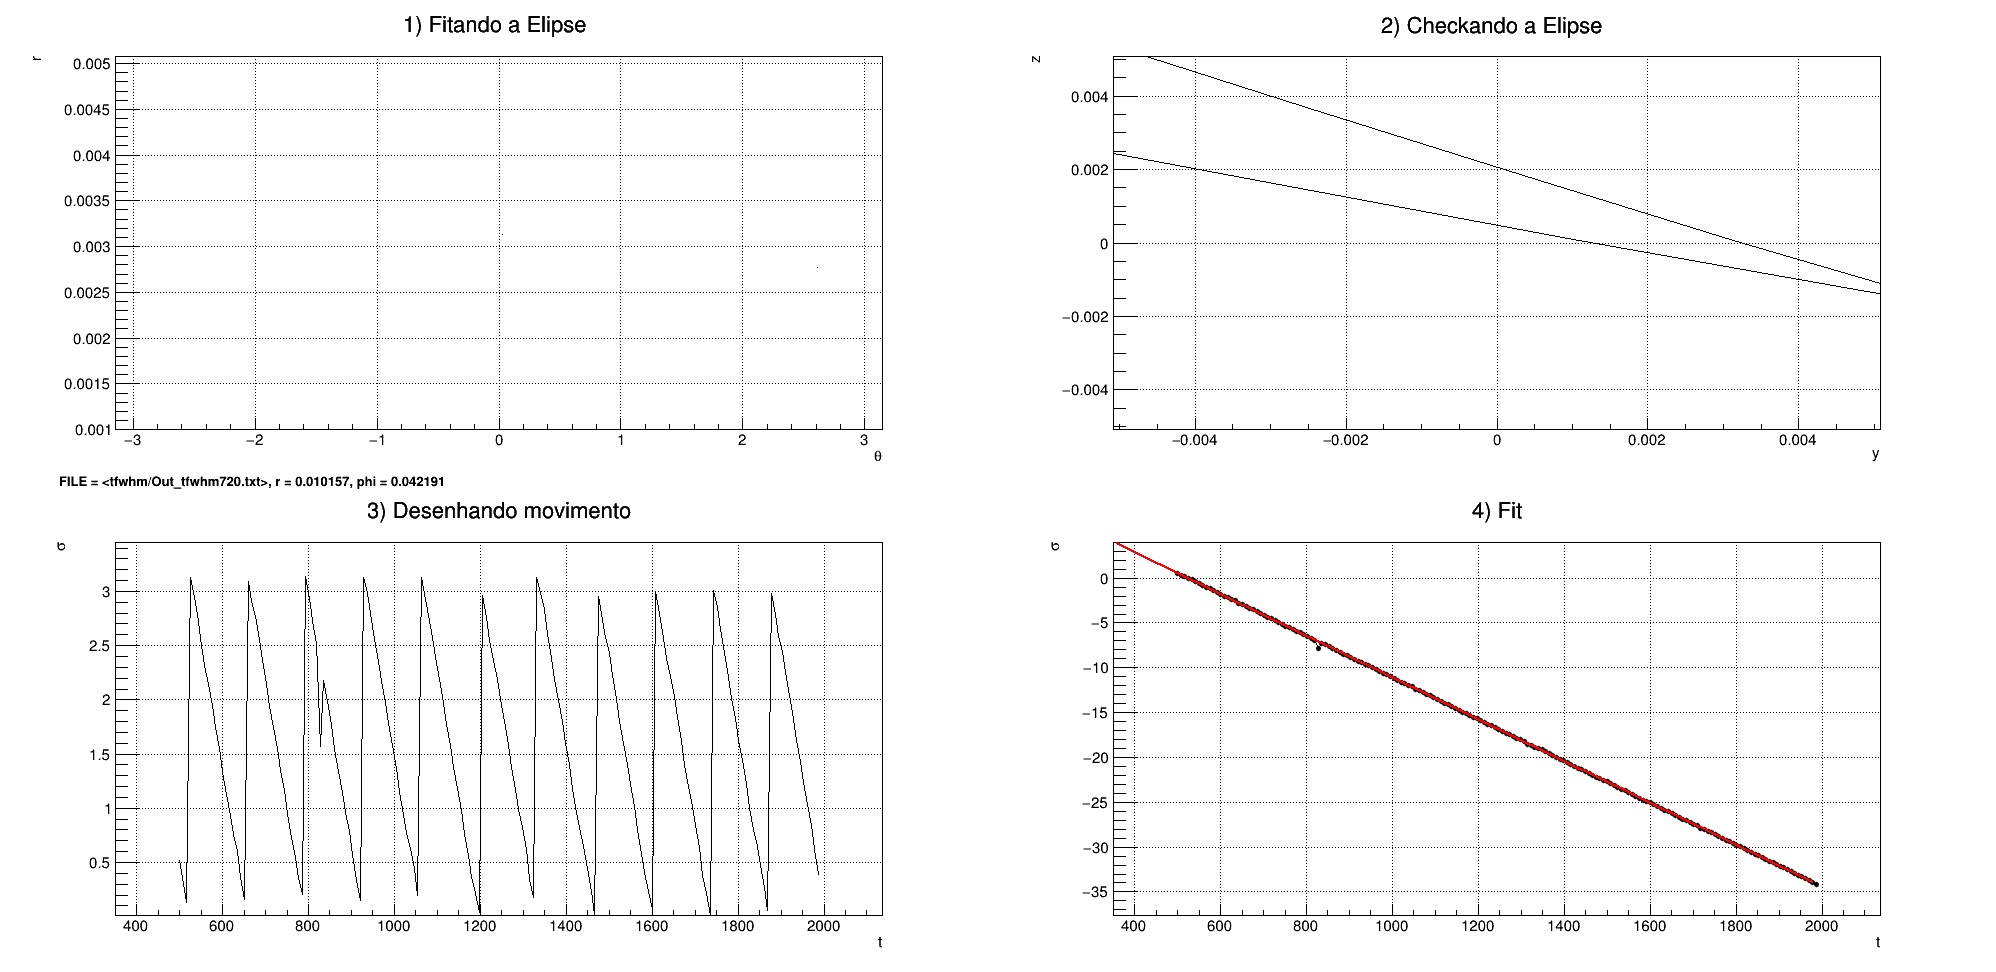 1) Fitando a Elipse
r
0.005
0.0045
0.004
0.0035
0.003
0.0025
0.002
0.0015
0.001
−3 −2 −1 0 1 2 3
θ
2) Checkando a Elipse
z
0.004
0.002
0
−0.002
−0.004
−0.004 −0.002 0 0.002 0.004
y
FILE = <tfwhm/Out_tfwhm720.txt>, r = 0.010157, phi = 0.042191
3) Desenhando movimento
σ
3
2.5
2
1.5
1
0.5
400 600 800 1000 1200 1400 1600 1800 2000
t
4) Fit
σ
0
−5
−10
−15
−20
−25
−30
−35
400 600 800 1000 1200 1400 1600 1800 2000
t